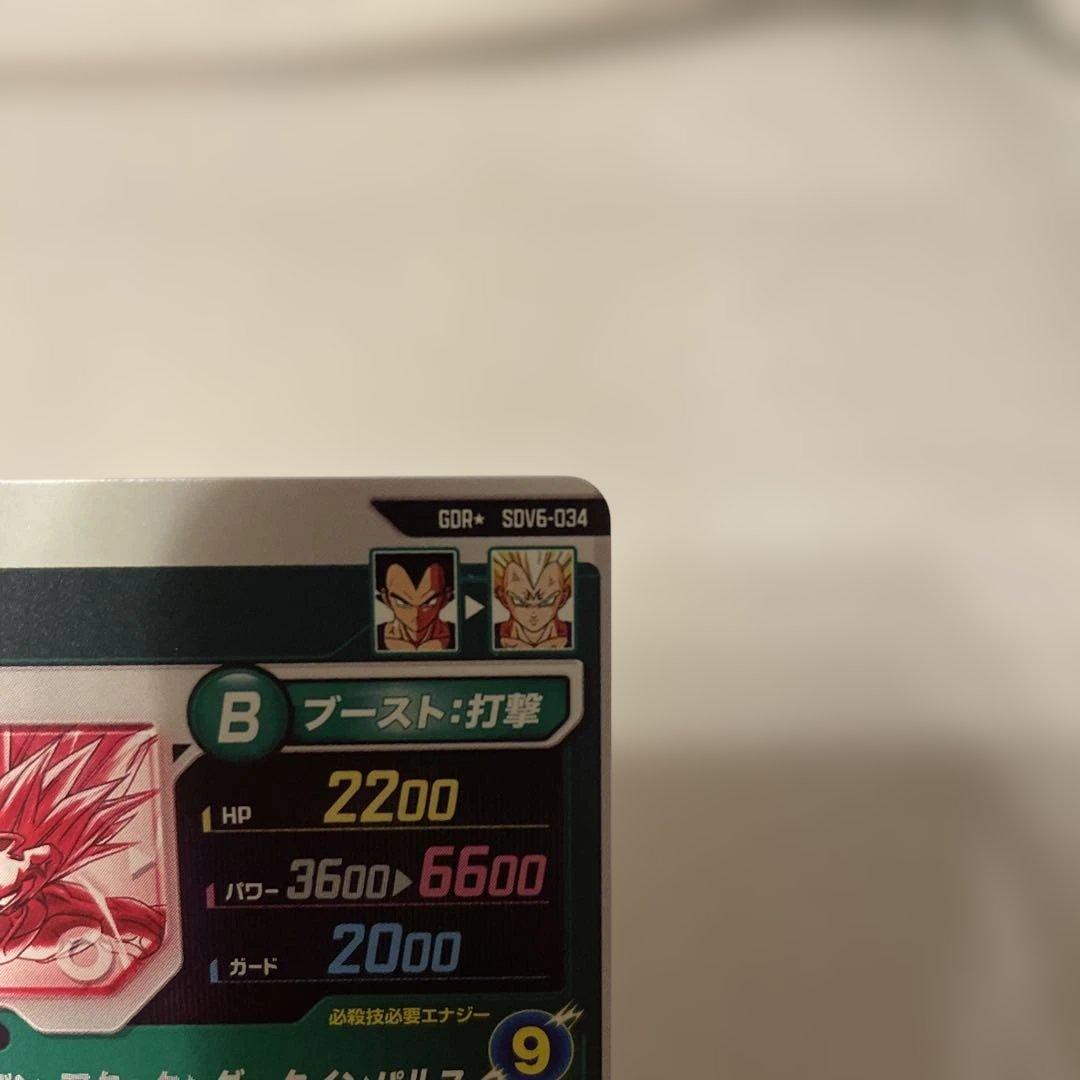 GDR★ SDV6-034
B ブースト:打撃
HP 2200
パワー 3600▶6600
ガード 2000
必殺技必要エナジー
9